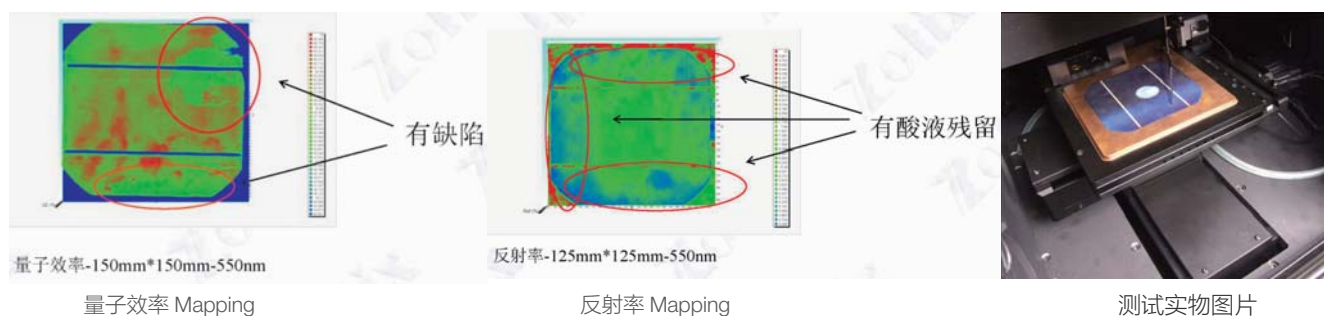 有缺陷
有酸液残留
量子效率-150mm*150mm-550nm
反射率-125mm*125mm-550nm
量子效率 Mapping
反射率 Mapping
测试实物图片
Zolix